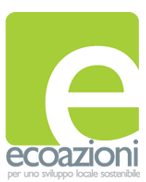 e
ecoazioni
per uno sviluppo locale sostenibile